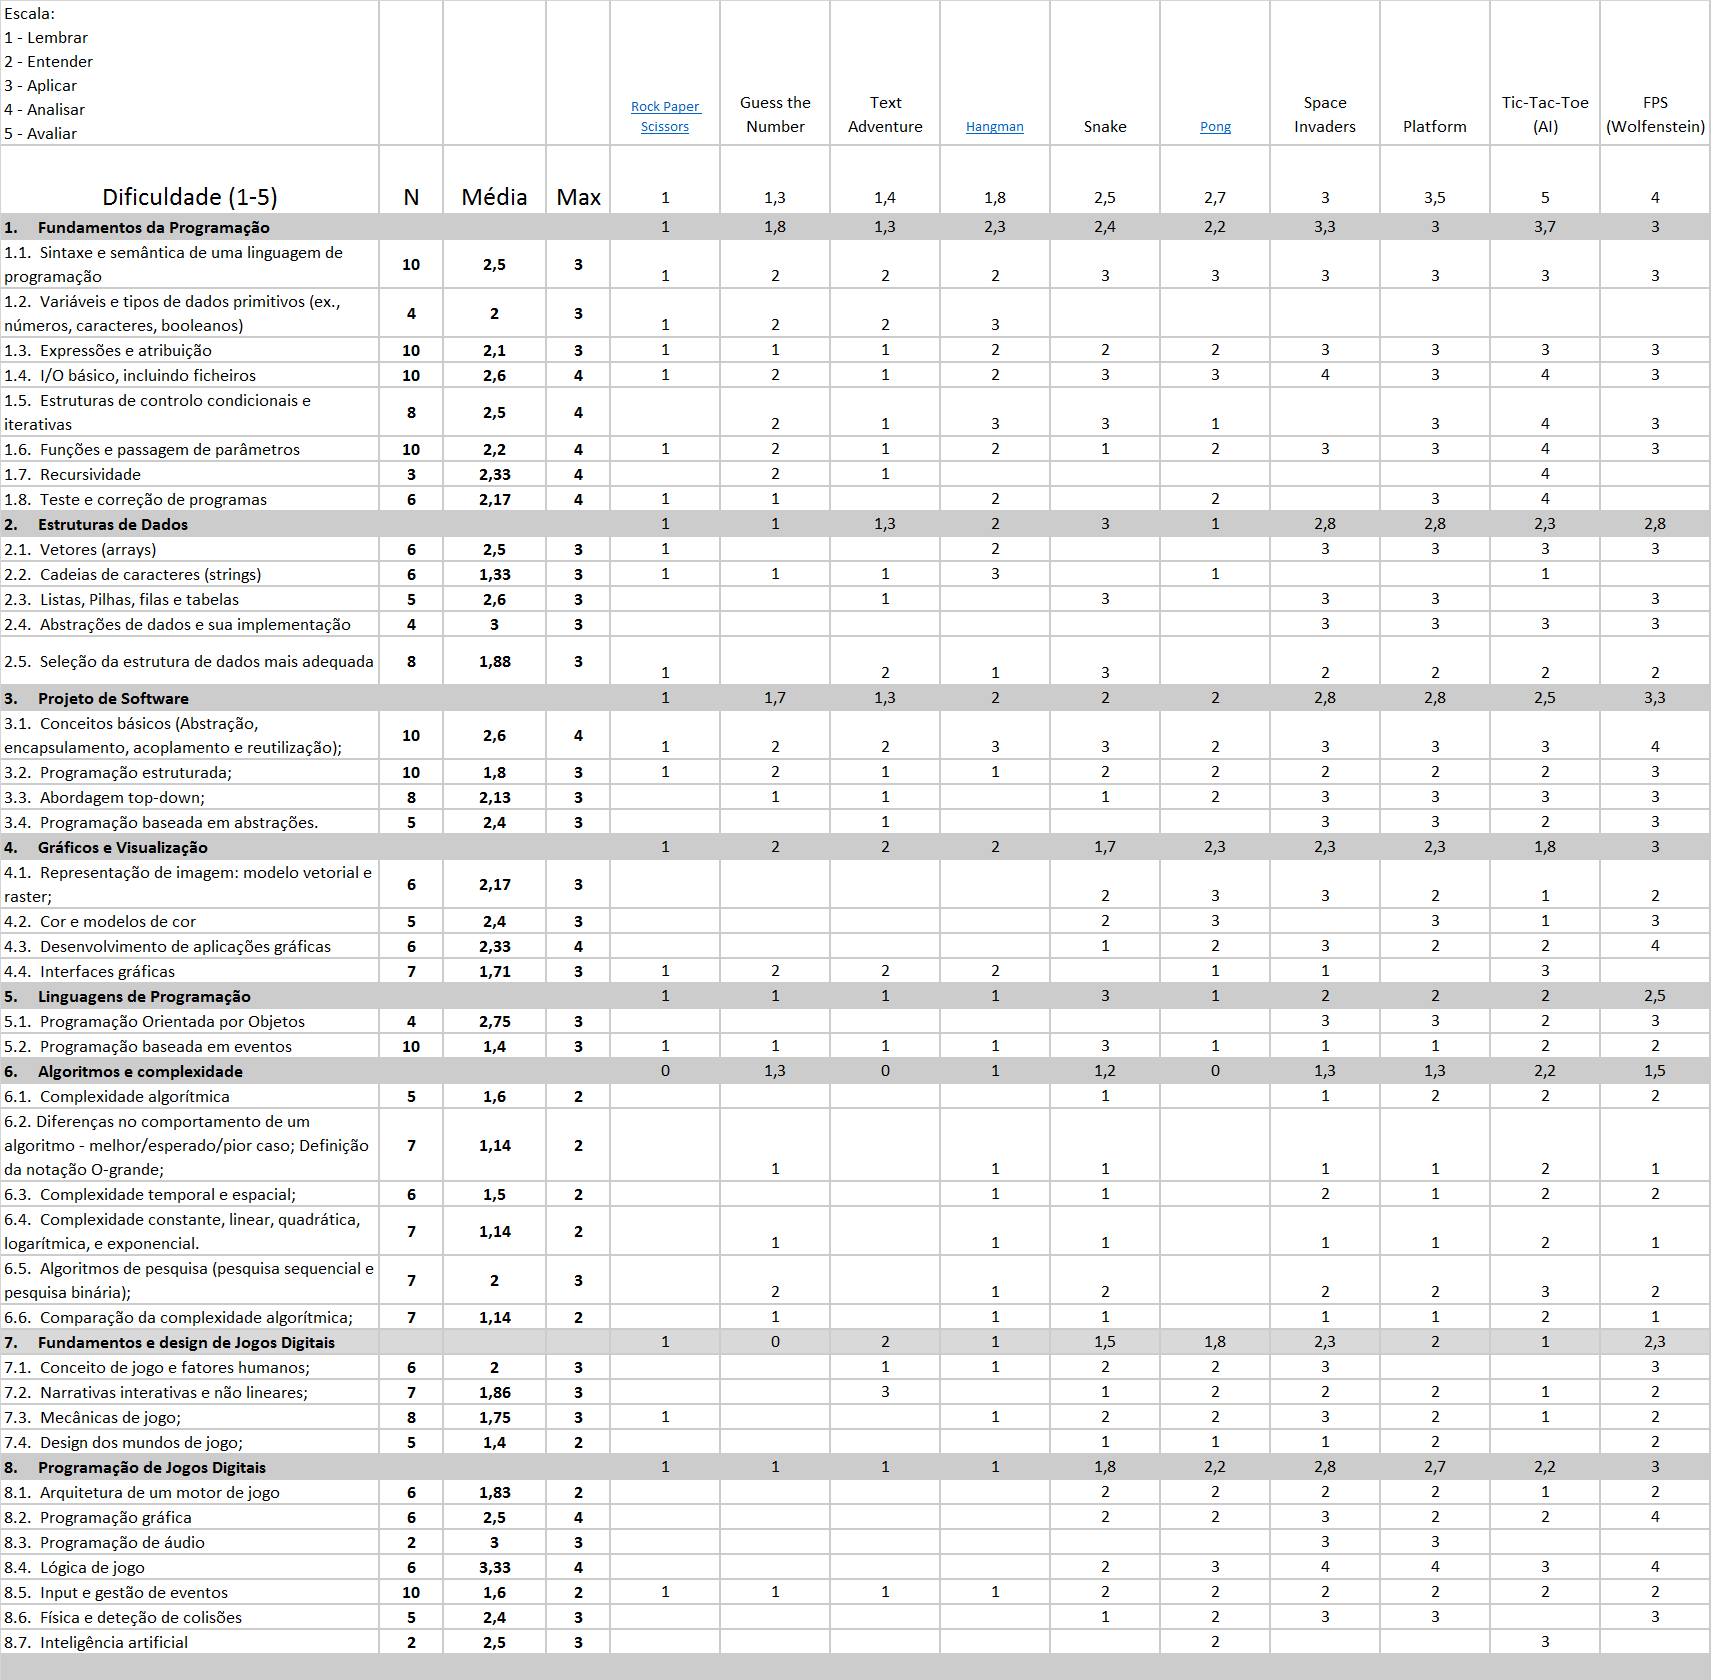 Escala:
1 - Lembrar
2 - Entender
3 - Aplicar
4 - Analisar
5 - Avaliar
Rock Paper Scissors
Guess the Number
Text Adventure
Hangman
Snake
Pong
Space Invaders
Platform
Tic-Tac-Toe (AI)
FPS (Wolfenstein)
Dificuldade (1-5) N Média Max 1 1,3 1,4 1,8 2,5 2,7 3 3,5 5 4
1. Fundamentos da Programação 1 1,8 1,3 2,3 2,4 2,2 3,3 3 3,7 3
1.1. Sintaxe e semântica de uma linguagem de
programação 10 2,5 3 1 2 2 2 3 3 3 3 3 3
1.2. Variáveis e tipos de dados primitivos (ex.,
números, caracteres, booleanos) 4 2 3 1 2 2 3
1.3. Expressões e atribuição 10 2,1 3 1 1 1 2 2 2 3 3 3 3
1.4. I/O básico, incluindo ficheiros 10 2,6 4 1 2 1 2 3 3 4 3 4 3
1.5. Estruturas de controlo condicionais e
iterativas 8 2,5 4 2 1 3 3 1 3 4 3
1.6. Funções e passagem de parâmetros 10 2,2 4 1 2 1 2 1 2 3 3 4 3
1.7. Recursividade 3 2,33 4 2 1 4
1.8. Teste e correção de programas 6 2,17 4 1 1 2 2 3 4
2. Estruturas de Dados 1 1 1,3 2 3 1 2,8 2,8 2,3 2,8
2.1. Vetores (arrays) 6 2,5 3 1 2 3 3 3 3
2.2. Cadeias de caracteres (strings) 6 1,33 3 1 1 1 3 1 1
2.3. Listas, Pilhas, filas e tabelas 5 2,6 3 1 3 3 3 3
2.4. Abstrações de dados e sua implementação 4 3 3 3 3 3 3
2.5. Seleção da estrutura de dados mais adequada 8 1,88 3 1 2 1 3 2 2 2 2
3. Projeto de Software 1 1,7 1,3 2 2 2 2,8 2,8 2,5 3,3
3.1. Conceitos básicos (Abstração,
encapsulamento, acoplamento e reutilização); 10 2,6 4 1 2 2 3 3 2 3 3 3 4
3.2. Programação estruturada; 10 1,8 3 1 2 1 1 2 2 2 2 2 3
3.3. Abordagem top-down; 8 2,13 3 1 1 1 2 3 3 3 3
3.4. Programação baseada em abstrações. 5 2,4 3 1 3 3 2 3
4. Gráficos e Visualização 1 2 2 2 1,7 2,3 2,3 2,3 1,8 3
4.1. Representação de imagem: modelo vetorial e
raster; 6 2,17 3 2 3 3 2 1 2
4.2. Cor e modelos de cor 5 2,4 3 2 3 3 1 3
4.3. Desenvolvimento de aplicações gráficas 6 2,33 4 1 2 3 2 2 4
4.4. Interfaces gráficas 7 1,71 3 1 2 2 2 1 1 3
5. Linguagens de Programação 1 1 1 1 3 1 2 2 2 2,5
5.1. Programação Orientada por Objetos 4 2,75 3 3 3 2 3
5.2. Programação baseada em eventos 10 1,4 3 1 1 1 1 3 1 1 1 2 2
6. Algoritmos e complexidade 0 1,3 0 1 1,2 0 1,3 1,3 2,2 1,5
6.1. Complexidade algorítmica 5 1,6 2 1 1 2 2 2
6.2. Diferenças no comportamento de um
algoritmo - melhor/esperado/pior caso; Definição
da notação O-grande; 7 1,14 2 1 1 1 1 1 2 1
6.3. Complexidade temporal e espacial; 6 1,5 2 1 1 2 1 2 2
6.4. Complexidade constante, linear, quadrática,
logarítmica, e exponencial. 7 1,14 2 1 1 1 1 1 2 1
6.5. Algoritmos de pesquisa (pesquisa sequencial e
pesquisa binária); 7 2 3 2 1 2 2 2 3 2
6.6. Comparação da complexidade algorítmica; 7 1,14 2 1 1 1 1 1 2 1
7. Fundamentos e design de Jogos Digitais 1 0 2 1 1,5 1,8 2,3 2 1 2,3
7.1. Conceito de jogo e fatores humanos; 6 2 3 1 1 2 2 3 3
7.2. Narrativas interativas e não lineares; 7 1,86 3 3 1 2 2 2 1 2
7.3. Mecânicas de jogo; 8 1,75 3 1 1 2 2 3 2 1 2
7.4. Design dos mundos de jogo; 5 1,4 2 1 1 1 2 2
8. Programação de Jogos Digitais 1 1 1 1 1,8 2,2 2,8 2,7 2,2 3
8.1. Arquitetura de um motor de jogo 6 1,83 2 2 2 2 2 1 2
8.2. Programação gráfica 6 2,5 4 2 2 3 2 2 4
8.3. Programação de áudio 2 3 3 3 3
8.4. Lógica de jogo 6 3,33 4 2 3 4 4 3 4
8.5. Input e gestão de eventos 10 1,6 2 1 1 1 1 2 2 2 2 2 2
8.6. Física e deteção de colisões 5 2,4 3 1 2 3 3 3
8.7. Inteligência artificial 2 2,5 3 2 3